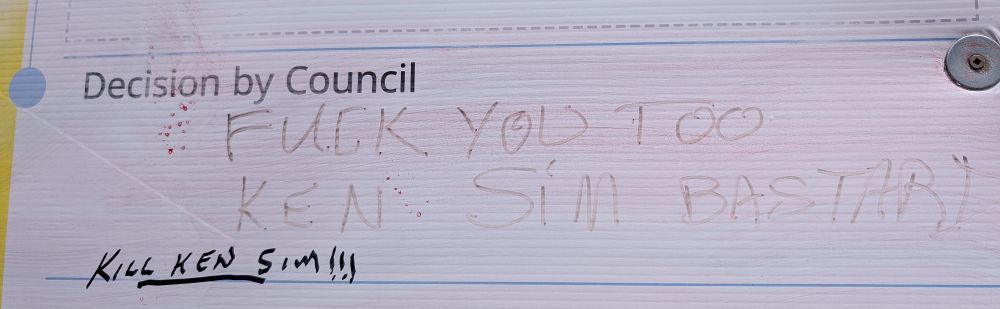 Decision by Council
FUCK YOU TOO
KEN SIM BASTARD
KILL KEN SIM!!!